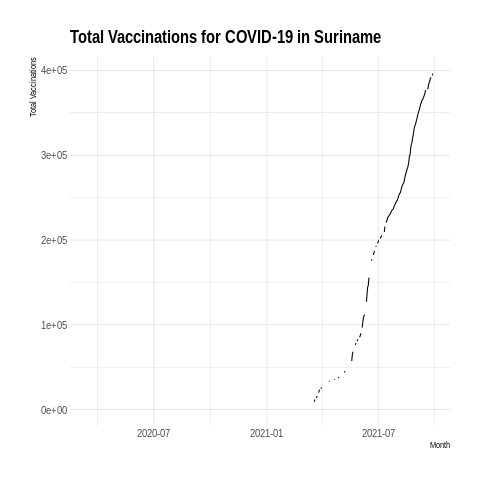 Total Vaccinations for COVID-19 in Suriname
Total Vaccinations
4e+05
3e+05
2e+05
1e+05
0e+00
2020-07
2021-01
2021-07
Month